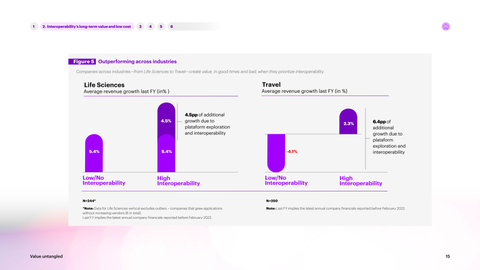 1 2. Interoperability's long-term value and low cost 3 4 5 6
Figure 5 Outperforming across industries
Companies across industries—from Life Sciences to Travel—create value, in good times and bad, when they prioritize interoperability.
Life Sciences
Average revenue growth last FY (in% )
5.4%
4.5%
5.4%
4.5pp of additional
growth due to
plataform exploration
and interoperability
Low/No
Interoperability
High
Interoperability
N=244*
*Note: Data for Life Sciences vertical excludes outliers
without increasing vendors (8 in total)
Last FY implies the latest annual company financials reported before February 2022.
Travel
Average revenue growth last FY (in %)
-4.1%
2.3%
6.4pp of
additional
growth due to
plataform
exploration and
interoperability
Low/No
Interoperability
High
Interoperability
N=250
Note: Last FY implies the latest annual company financials reported before February 2022.
Value untangled
15